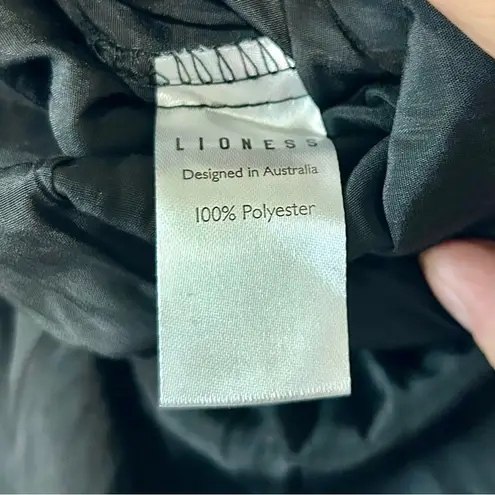 LIONESS
Designed in Australia
100% Polyester